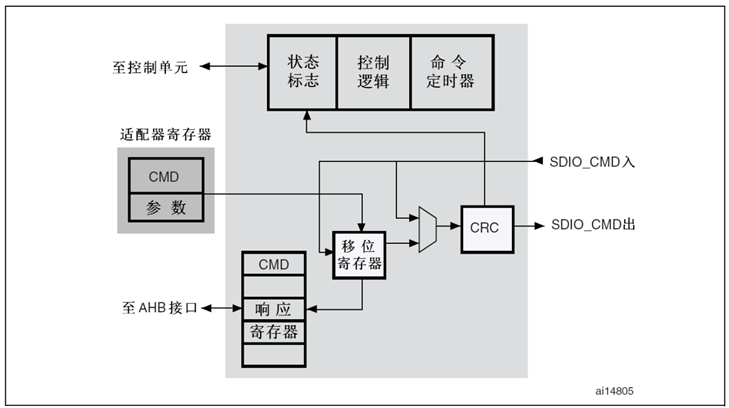 状态
标志
控制
逻辑
命令
定时器
至控制单元
适配器寄存器
CMD
参数
SDIO_CMD入
CRC
SDIO_CMD出
移位
寄存器
CMD
响应
寄存器
至AHB接口
ai14805